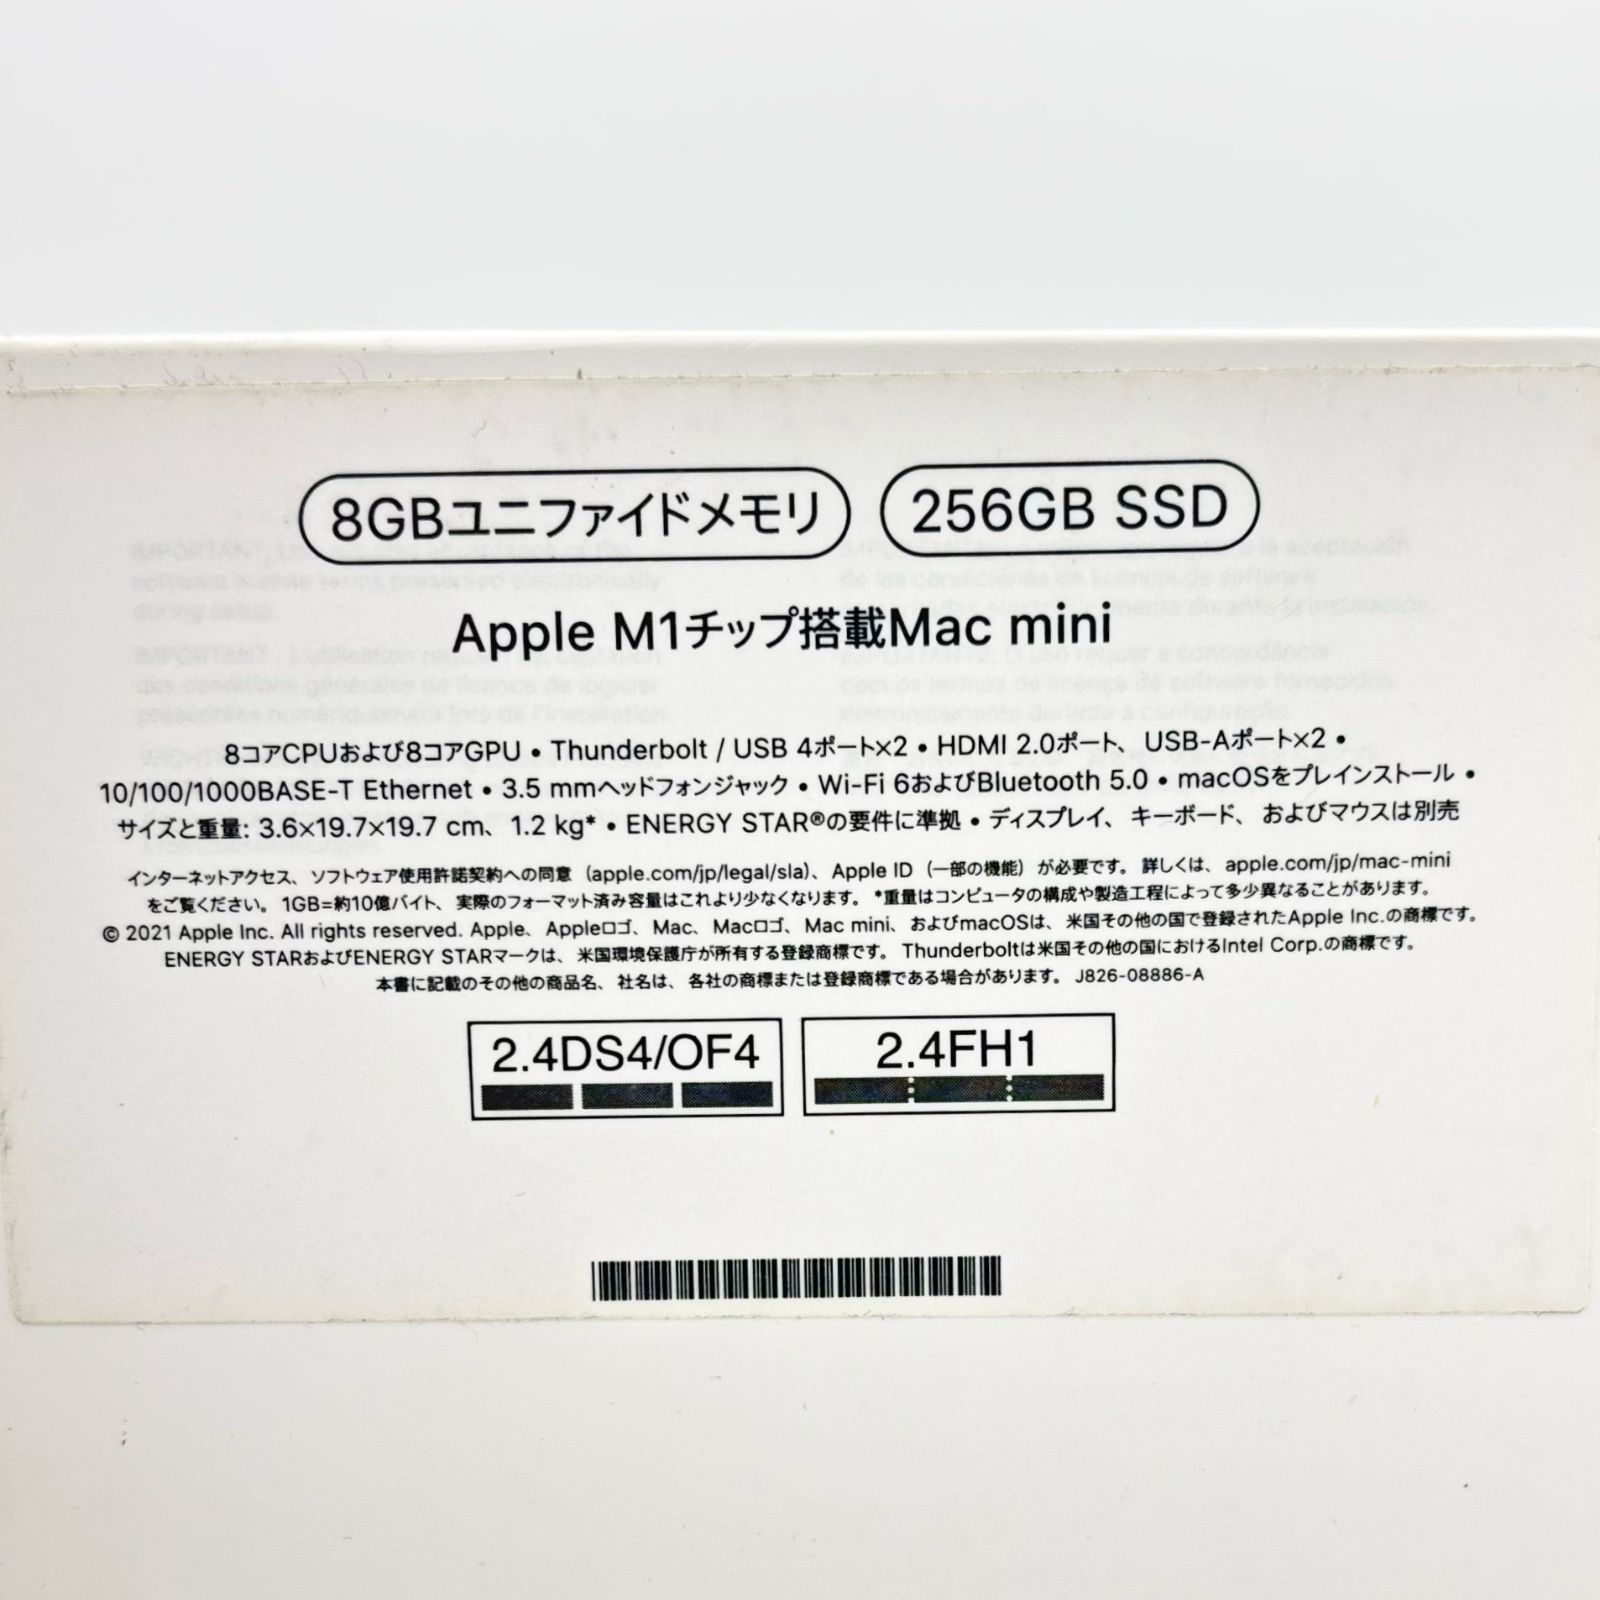 8GBユニファイドメモリ 256GB SSD
Apple M1チップ搭載Mac mini
8コアCPUおよび8コアGPU • Thunderbolt / USB 4ポート×2 • HDMI 2.0ポート、USB-Aポート×2 •
10/100/1000BASE-T Ethernet • 3.5 mmヘッドフォンジャック • Wi-Fi 6およびBluetooth 5.0 • macOSをプレインストール •
サイズと重量: 3.6×19.7×19.7 cm、1.2 kg* • ENERGY STAR®の要件に準拠 • ディスプレイ、キーボード、およびマウスは別売
インターネットアクセス、ソフトウェア使用許諾契約への同意（apple.com/jp/legal/sla）、Apple ID（一部の機能）が必要です。詳しくは、apple.com/jp/mac-mini
をご覧ください。1GB=約10億バイト、実際のフォーマット済み容量はこれより少なくなります。*重量はコンピュータの構成や製造工程によって多少異なることがあります。
© 2021 Apple Inc. All rights reserved. Apple、Appleロゴ、Mac、Macロゴ、Mac mini、およびmacOSは、米国その他の国で登録されたApple Inc.の商標です。
ENERGY STARおよびENERGY STARマークは、米国環境保護庁が所有する登録商標です。Thunderboltは米国その他の国におけるIntel Corp.の商標です。
本書に記載のその他の商品名、社名は、各社の商標または登録商標である場合があります。J826-08886-A
2.4DS4/OF4 2.4FH1